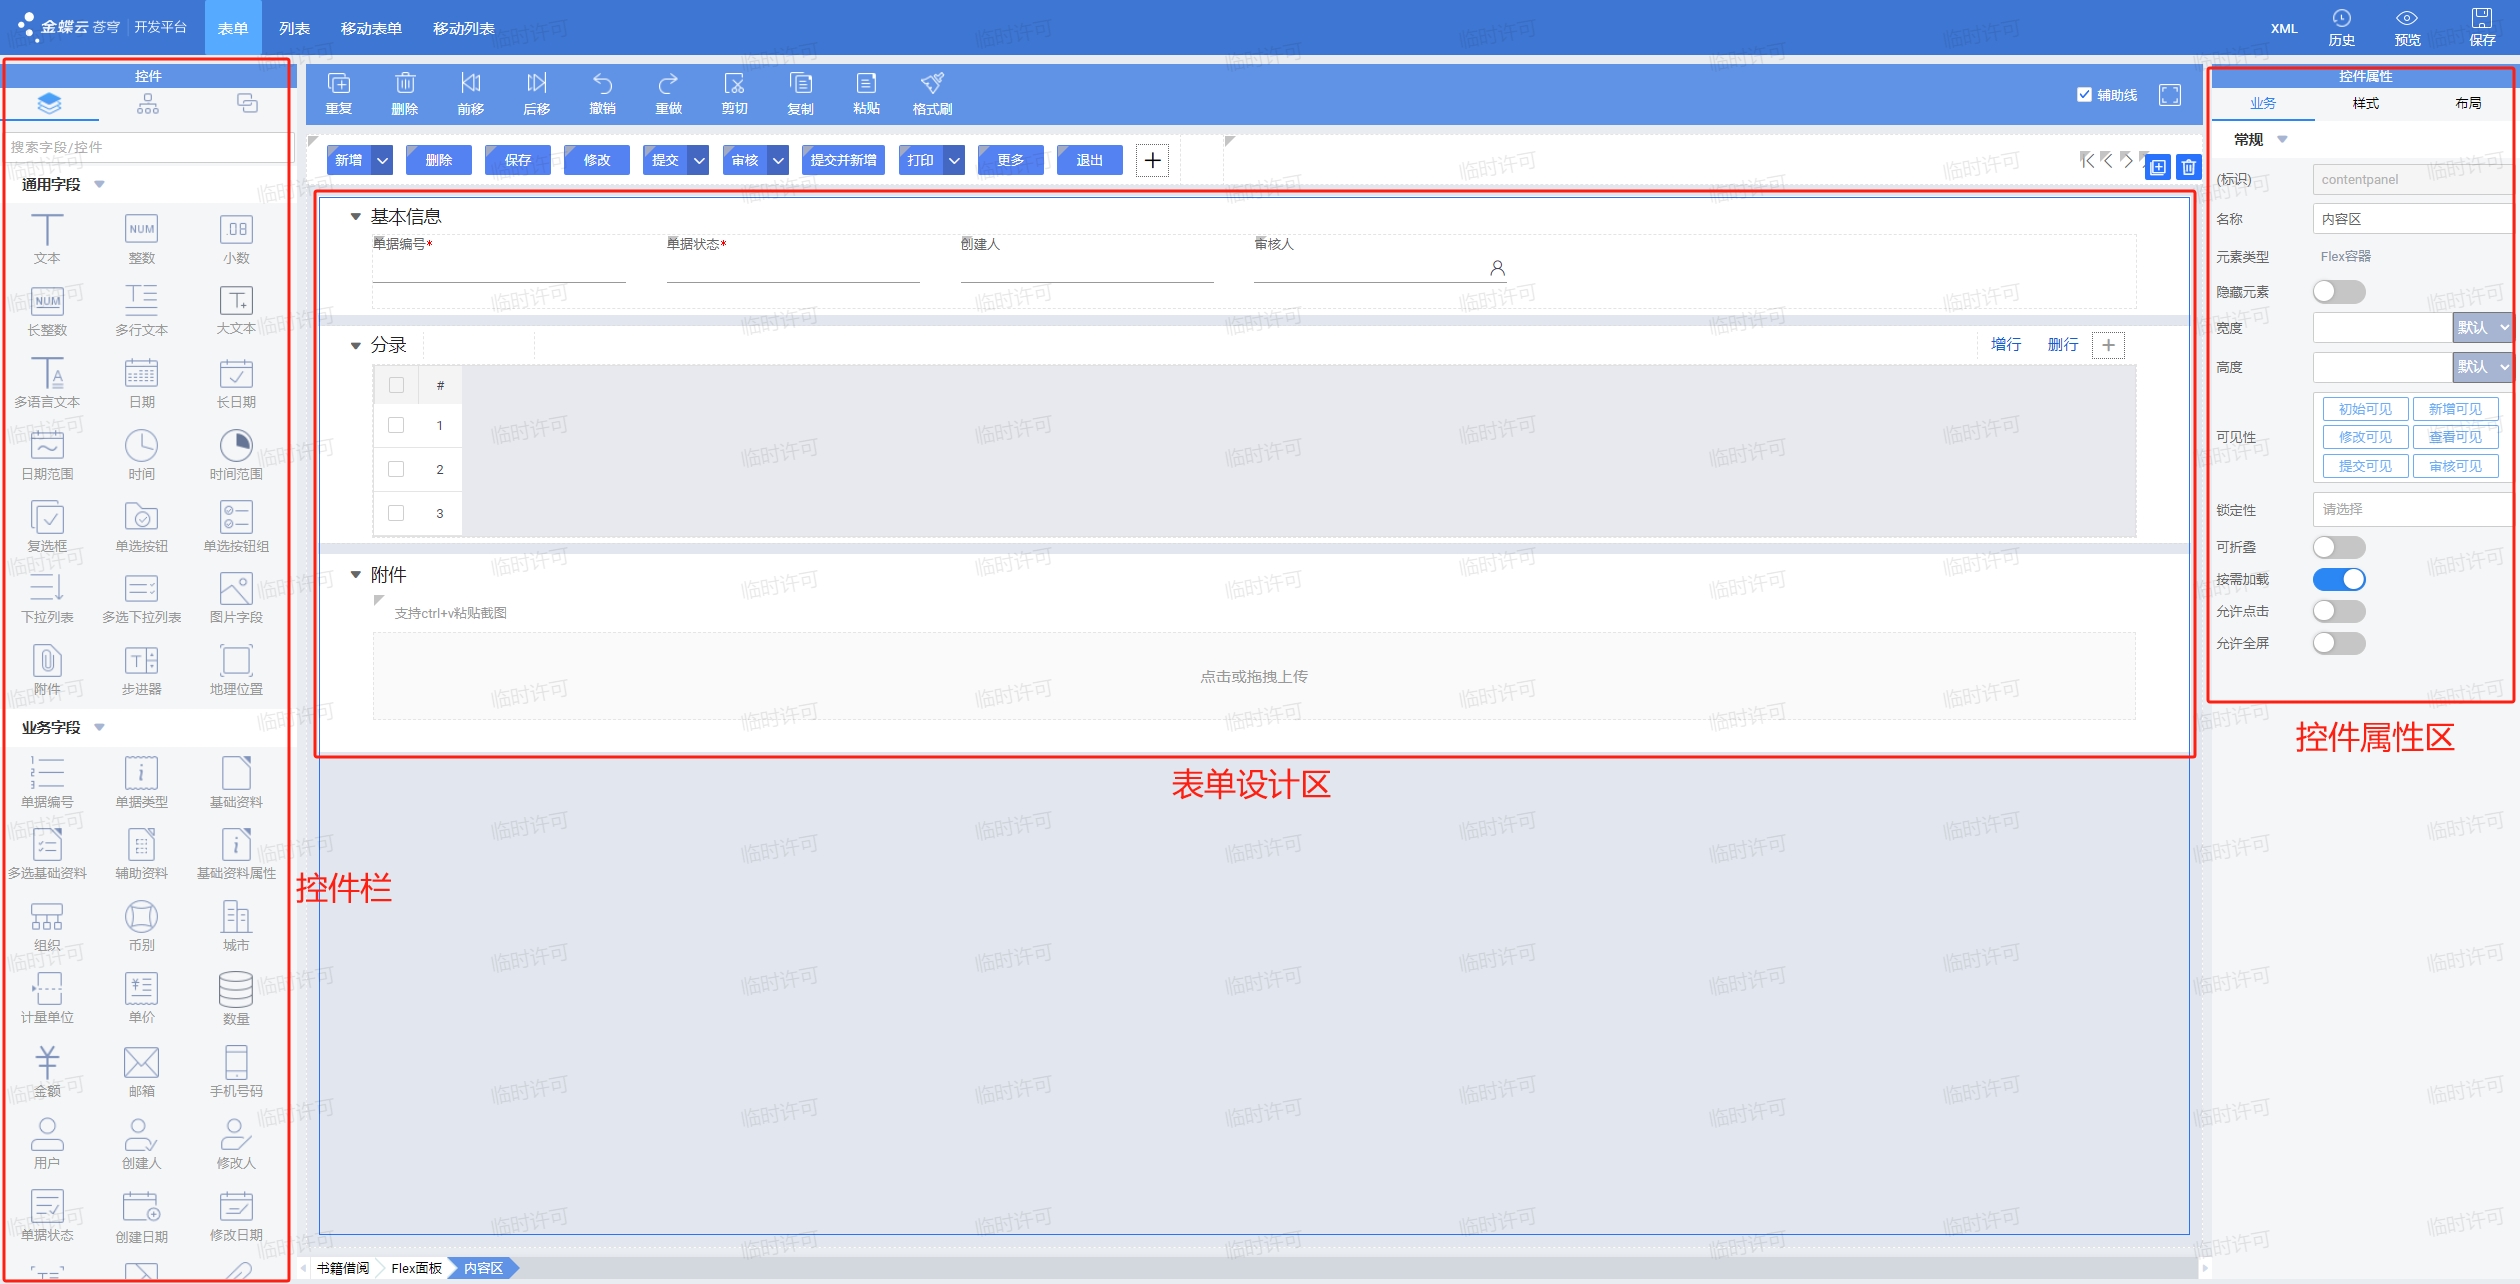 金蝶云苍穹 开发平台 表单 列表 移动表单 移动列表 XML 历史 预览 保存
控件
搜索字段/控件
通用字段
文本 整数 小数
长整数 多行文本 大文本
多语言文本 日期 长日期
日期范围 时间 时间范围
复选框 单选按钮 单选按钮组
下拉列表 多选下拉列表 图片字段
附件 步进器 地理位置
业务字段
单据编号 单据类型 基础资料
多选基础资料 辅助资料 基础资料属性
组织 币别 城市
计量单位 单价 数量
金额 邮箱 手机号码
用户 创建人 修改人
单据状态 创建日期 修改日期
控件栏
重复 删除 前移 后移 撤销 重做 剪切 复制 粘贴 格式刷 辅助线
新增 删除 保存 修改 提交 审核 提交并新增 打印 更多 退出
基本信息
单据编号* 单据状态* 创建人 审核人
分录 增行 删行
#
1
2
3
附件
支持ctrl+v粘贴截图
点击或拖拽上传
表单设计区
书籍借阅 Flex面板 内容区
控件属性
业务 样式 布局
常规
(标识) contentpanel
名称 内容区
元素类型 Flex容器
隐藏元素
宽度 默认
高度 默认
可见性
初始可见 新增可见
修改可见 查看可见
提交可见 审核可见
锁定性 请选择
可折叠
按需加载
允许点击
允许全屏
控件属性区
临时许可